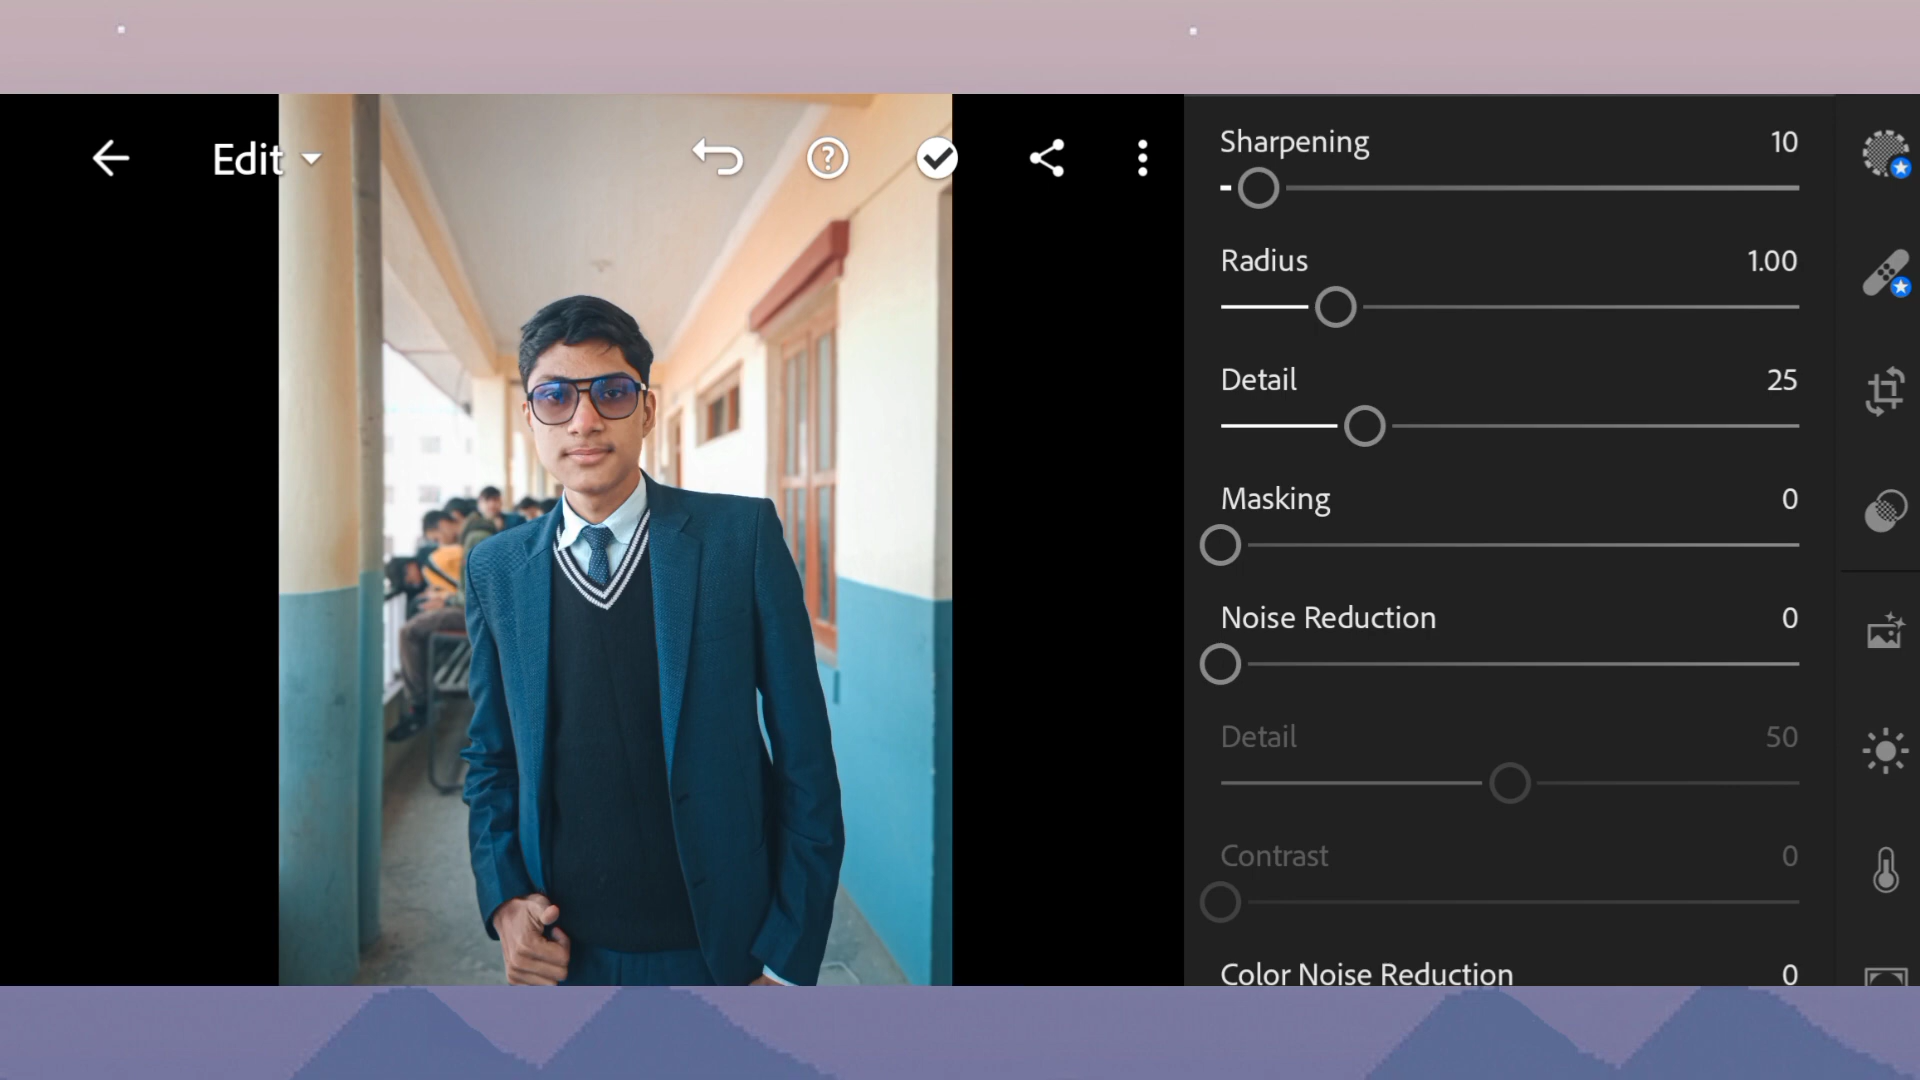 Edit
Sharpening 10
Radius 1.00
Detail 25
Masking 0
Noise Reduction 0
Detail 50
Contrast 0
Color Noise Reduction 0